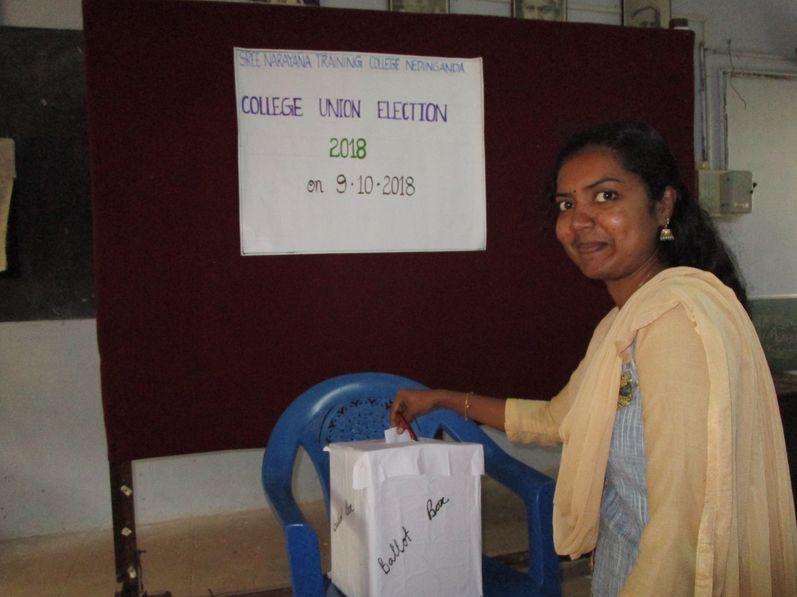 SREE NARAYANA TRAINING COLLEGE NEDUNGANDA
COLLEGE UNION ELECTION
2018
on 9.10.2018
Ballot Box